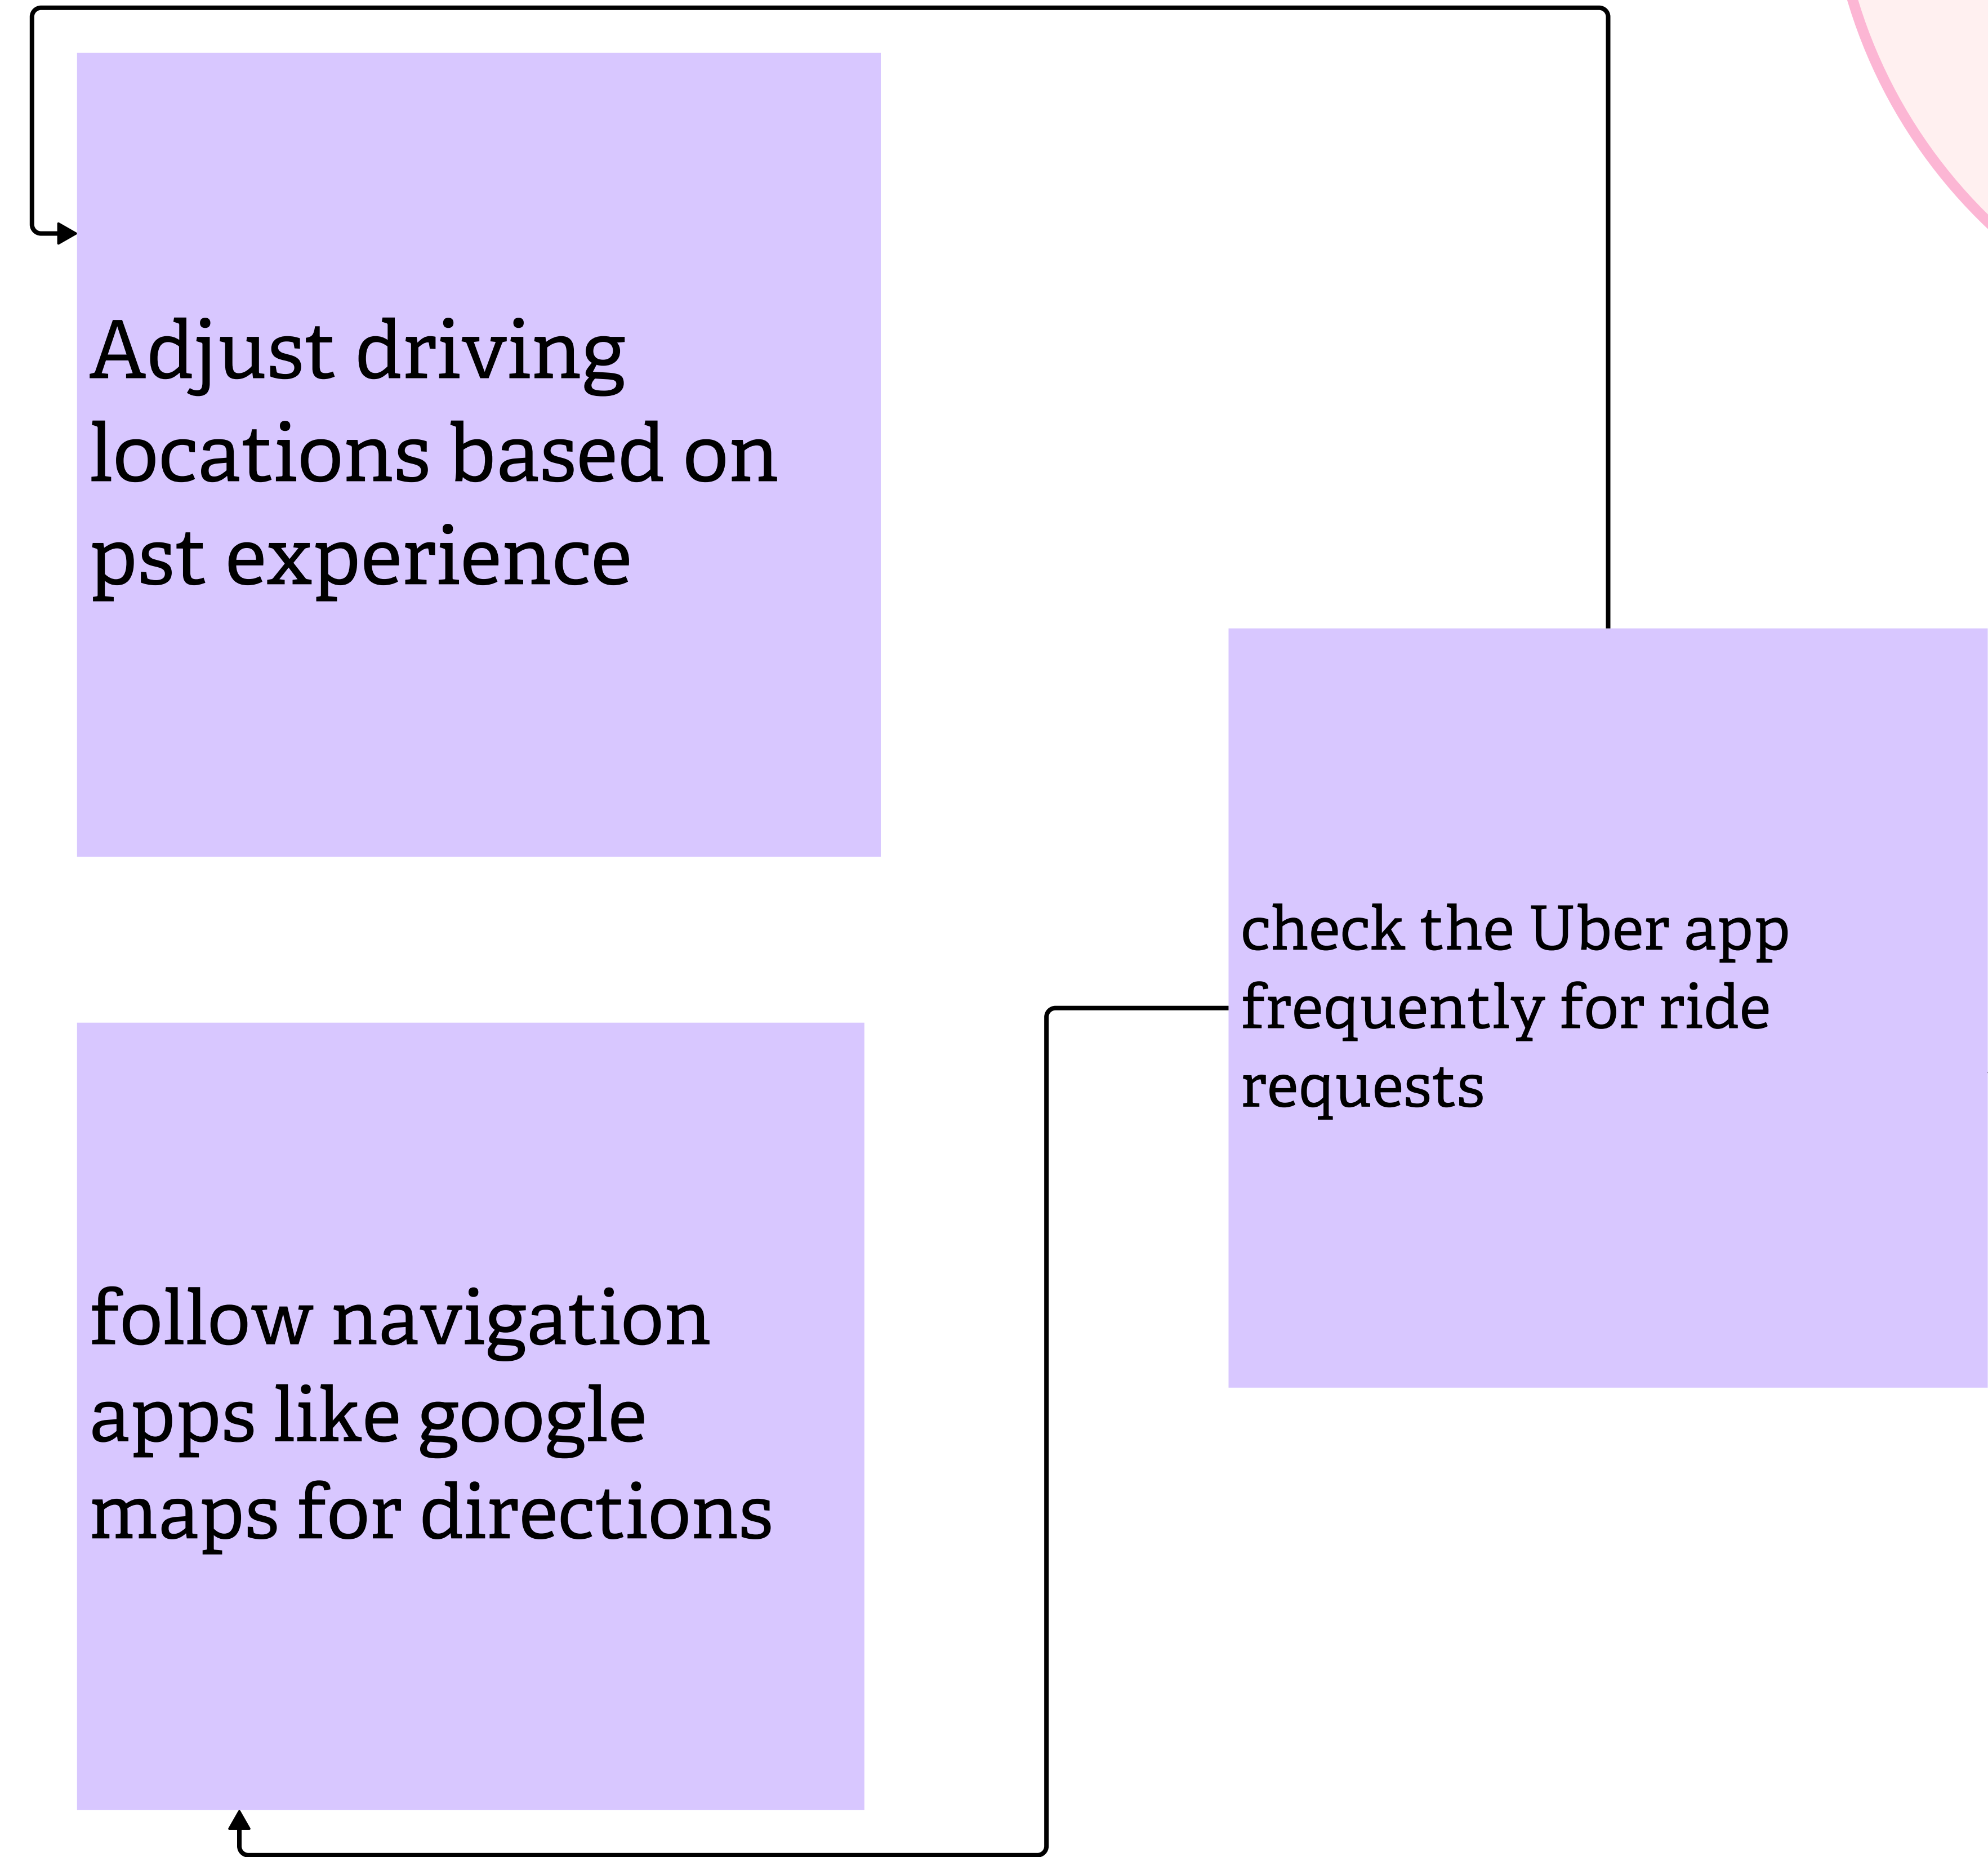 Adjust driving
locations based on
pst experience
check the Uber app
frequently for ride
requests
follow navigation
apps like google
maps for directions